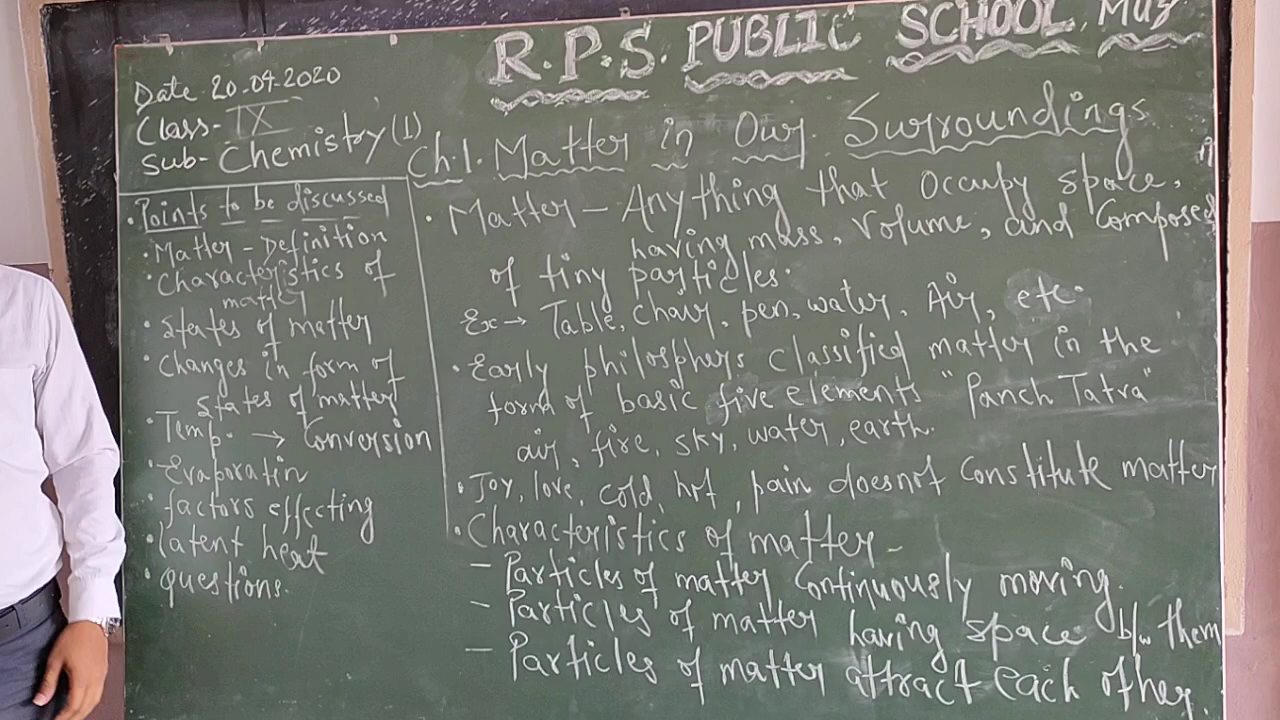 R.P.S. PUBLIC SCHOOL, Muz
Date 20.04.2020
Class- IX
Sub- Chemistry (1)
Ch.1. Matter in Our Surroundings
• Points to be discussed
• Matter - Definition
• Characteristics of
matter
• States of matter
• Changes in form of
States of matter
• Temp. → Conversion
• Evaporatin
• factors effecting
• latent heat
• questions.
• Matter - Anything that occupy space,
having mass, Volume, and Composed
of tiny particles.
Ex → Table, chair, pen, water, Air, etc.
• Early philosphers classified matter in the
form of basic five elements "Panch Tatva"
air, fire, sky, water, earth.
• Joy, love, cold, hot, pain doesnot Constitute matter
• Characteristics of matter -
- Particles of matter Continuously moving.
- Particles of matter having space b/w them
- Particles of matter attract each other.